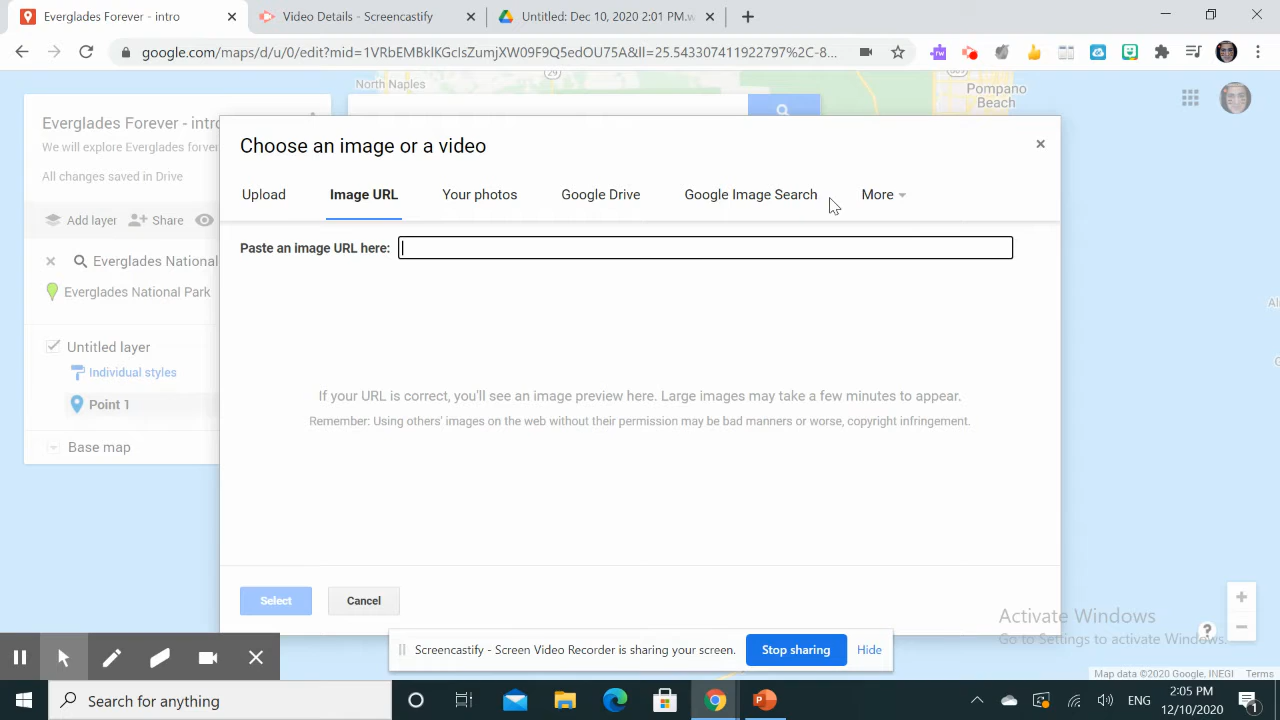 Everglades Forever - intro
Video Details - Screencastify
Untitled: Dec 10, 2020 2:01 PM.w
google.com/maps/d/u/0/edit?mid=1VRbEM8kIKGcIsZumjXW09F9Q5edOU75A&ll=25.543307411922797%2C-8...
North Naples
29
Pompano
Beach
Everglades Forever - intro
We will explore Everglades forver
All changes saved in Drive
Add layer
Share
Everglades National
Everglades National Park
Untitled layer
Individual styles
Point 1
Base map
Choose an image or a video
Upload
Image URL
Your photos
Google Drive
Google Image Search
More
Paste an image URL here:
If your URL is correct, you'll see an image preview here. Large images may take a few minutes to appear.
Remember: Using others' images on the web without their permission may be bad manners or worse, copyright infringement.
Select
Cancel
Activate Windows
Go to Settings to activate Windows.
Screencastify - Screen Video Recorder is sharing your screen.
Stop sharing
Hide
Map data ©2020 Google, INEGI
Terms
Search for anything
ENG
2:05 PM
12/10/2020
1